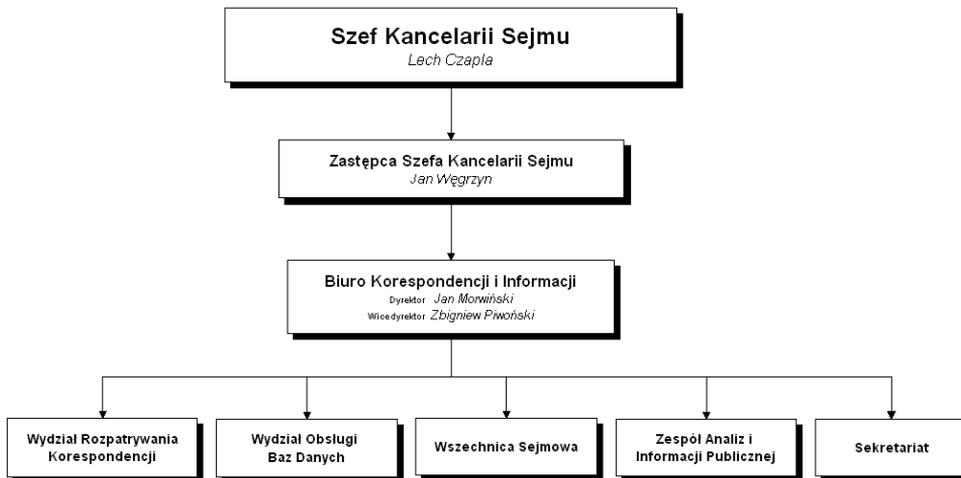 Szef Kancelarii Sejmu
Lech Czapla
Zastępca Szefa Kancelarii Sejmu
Jan Węgrzyn
Biuro Korespondencji i Informacji
Dyrektor Jan Morwiński
Wicedyrektor Zbigniew Piwoński
Wydział Rozpatrywania
Korespondencji
Wydział Obsługi
Baz Danych
Wszechnica Sejmowa
Zespół Analiz i
Informacji Publicznej
Sekretariat